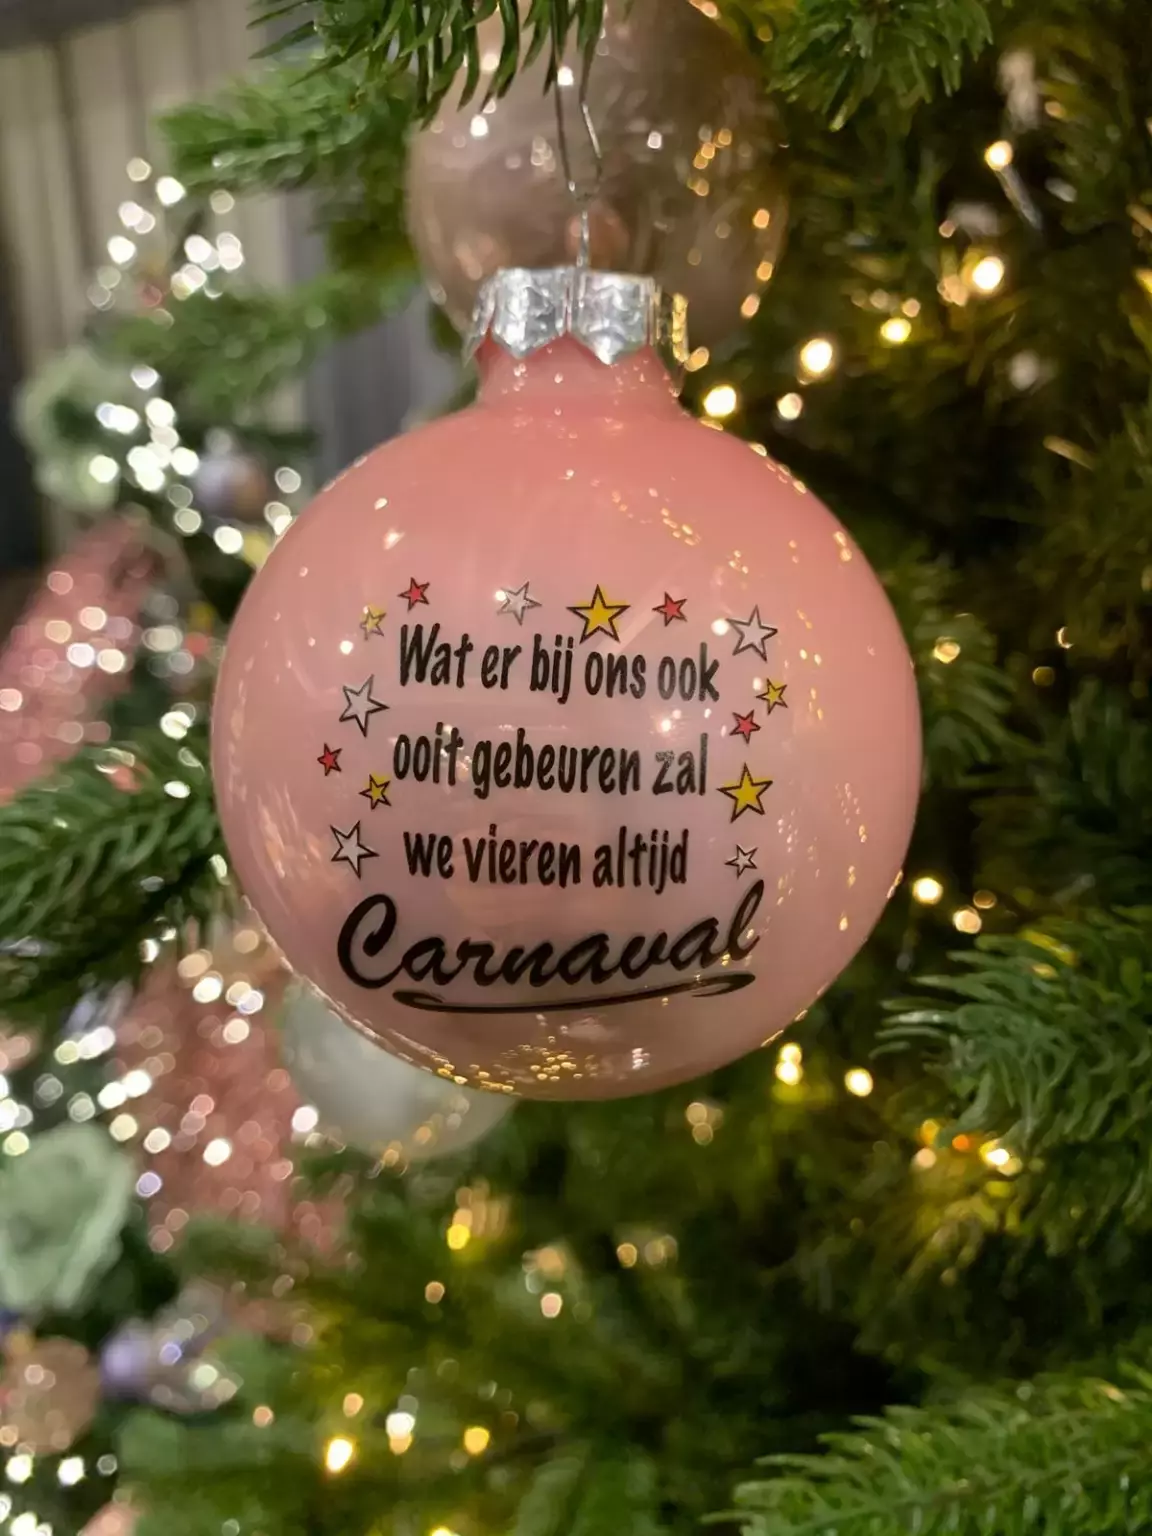 Wat er bij ons ook
ooit gebeuren zal
we vieren altijd
Carnaval